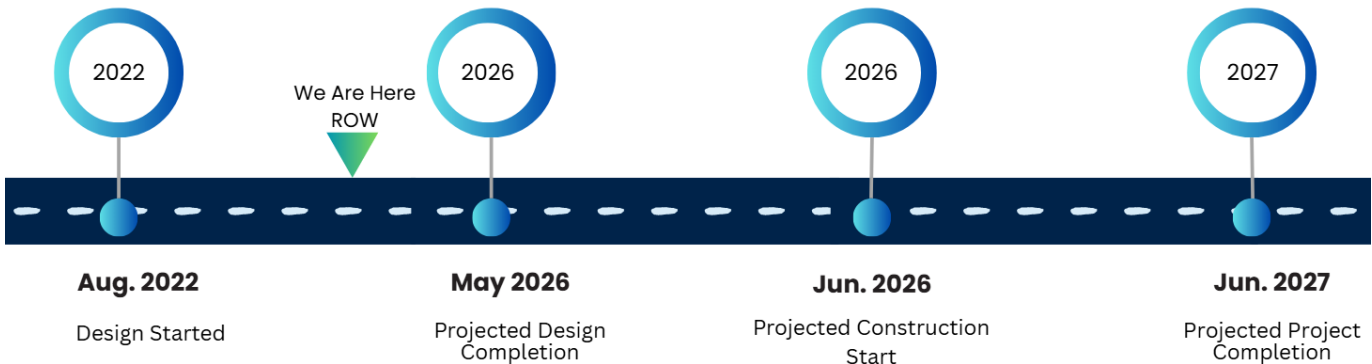 2022
We Are Here
ROW
2026
2026
2027
Aug. 2022
Design Started
May 2026
Projected Design
Completion
Jun. 2026
Projected Construction
Start
Jun. 2027
Projected Project
Completion